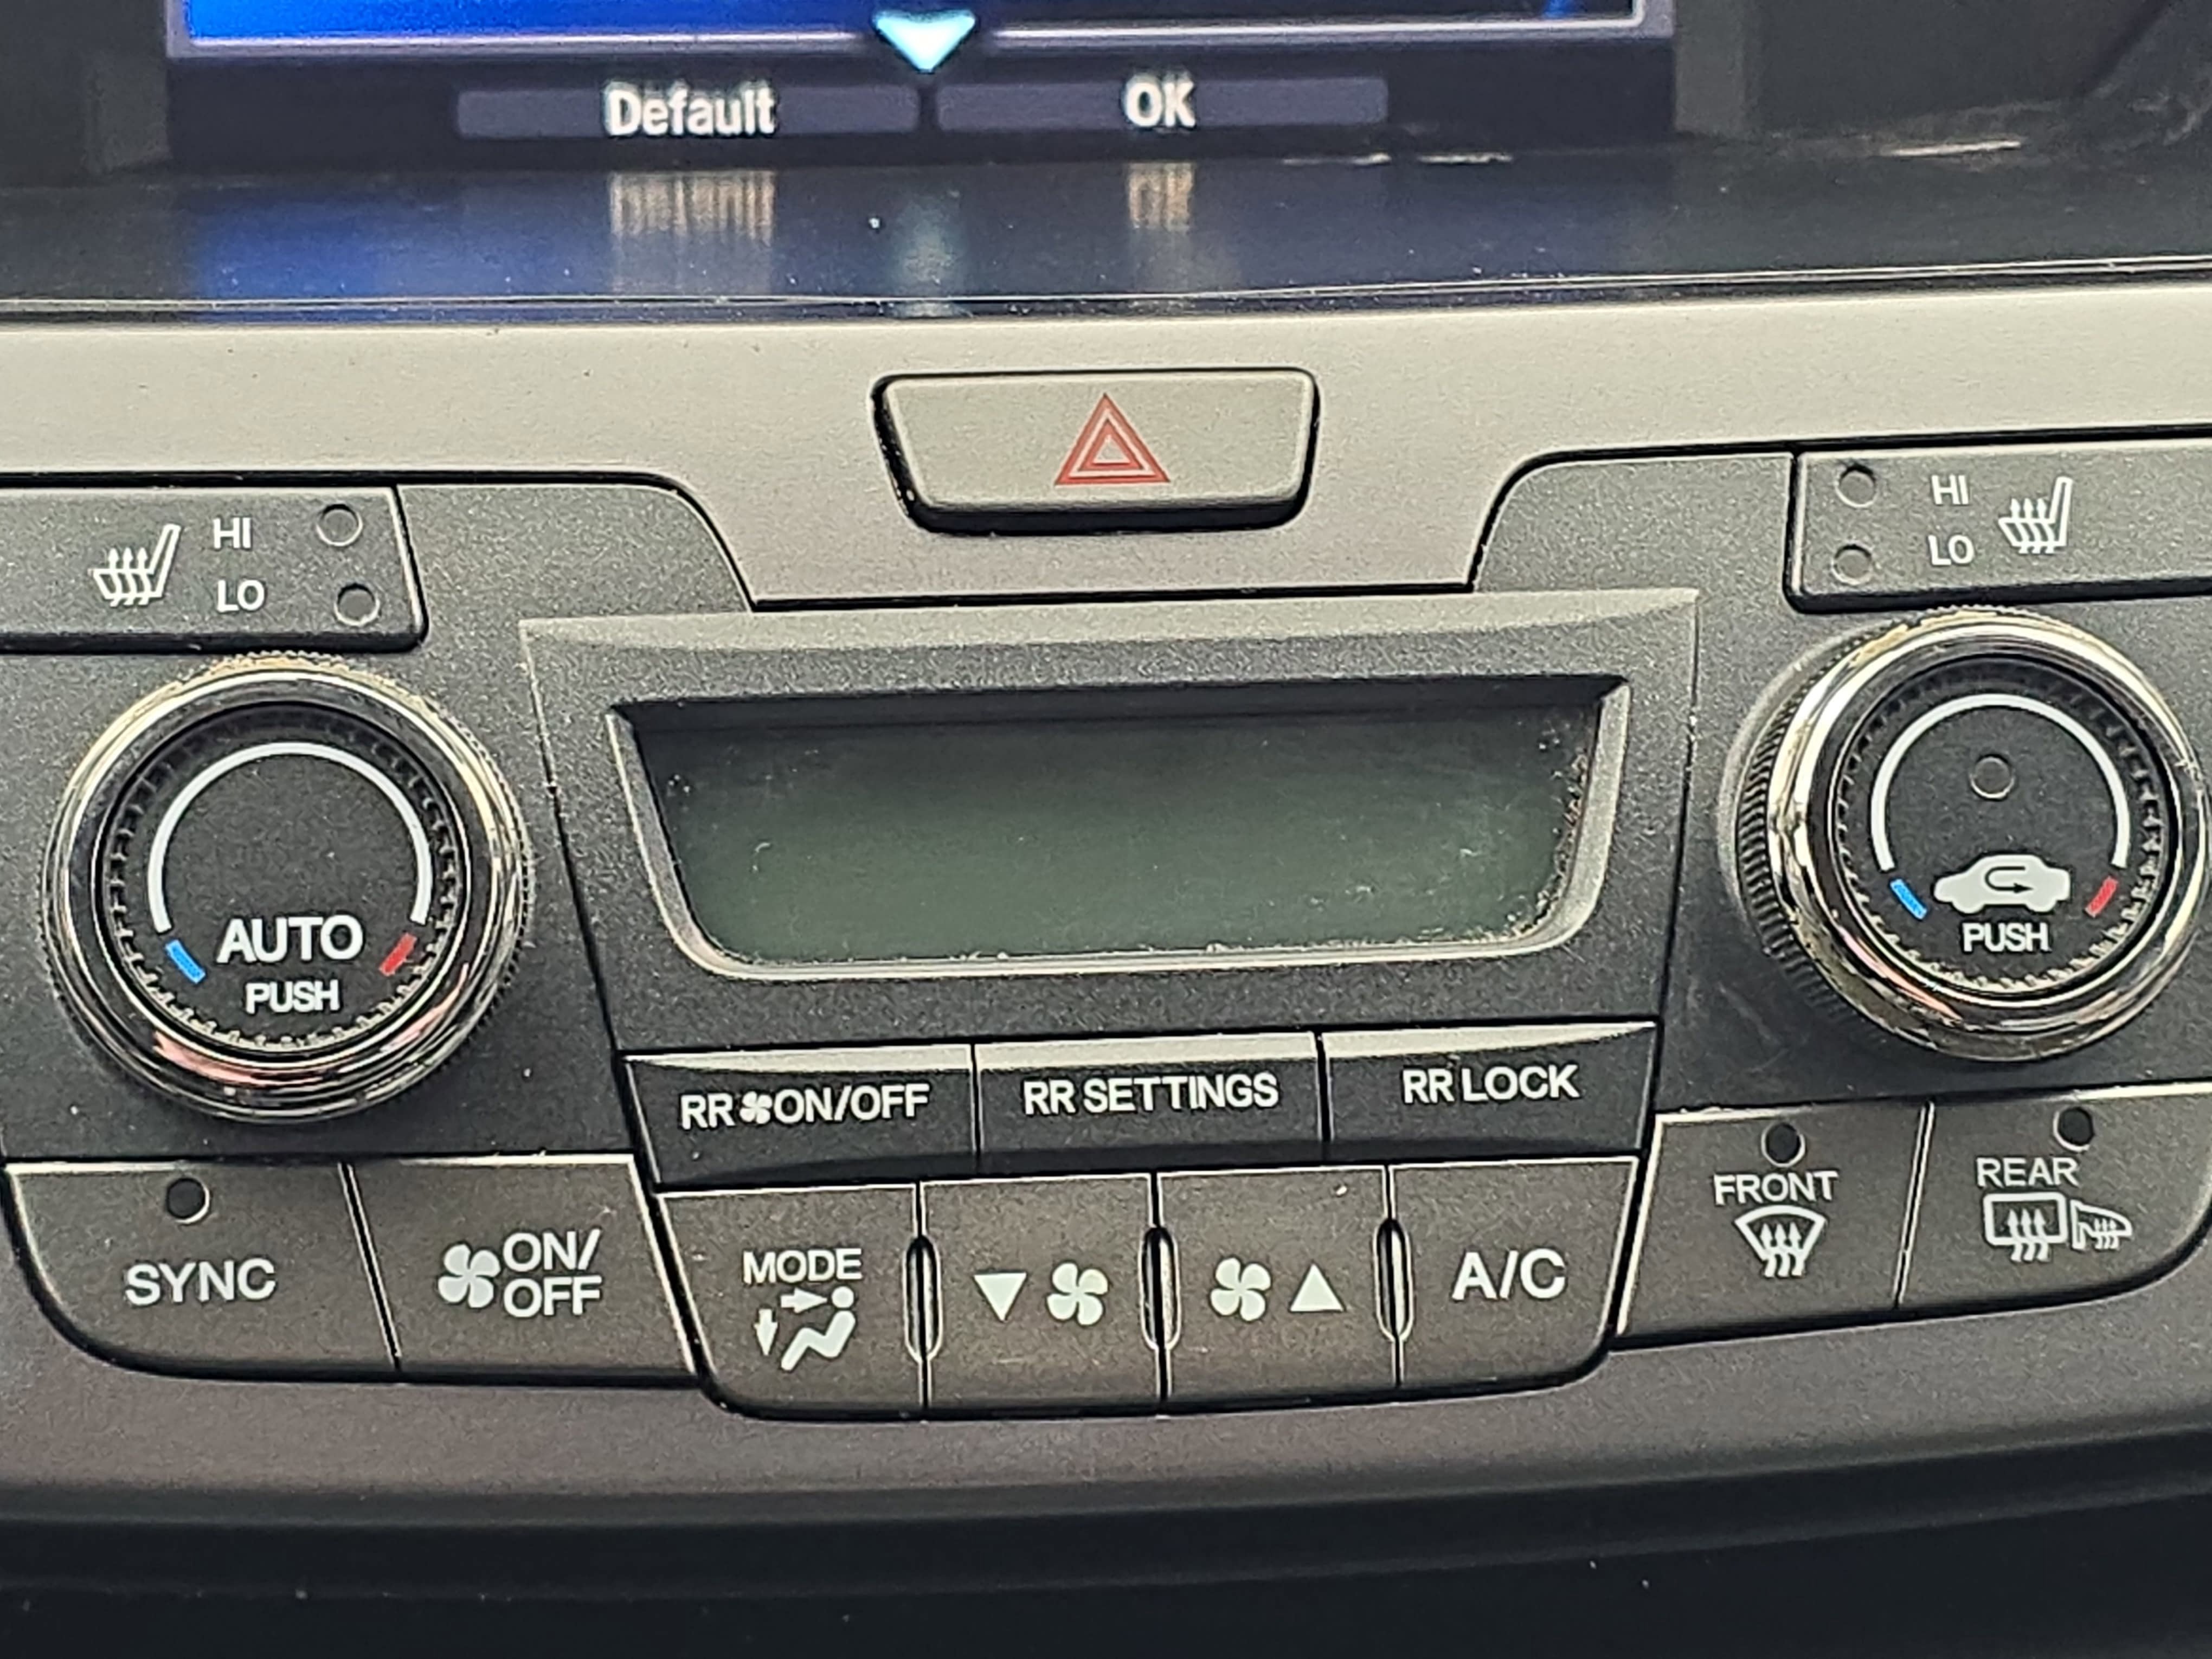 Default
OK
HI
LO
HI
LO
AUTO
PUSH
PUSH
RR ON/OFF
RR SETTINGS
RR LOCK
SYNC
ON/
OFF
MODE
A/C
FRONT
REAR